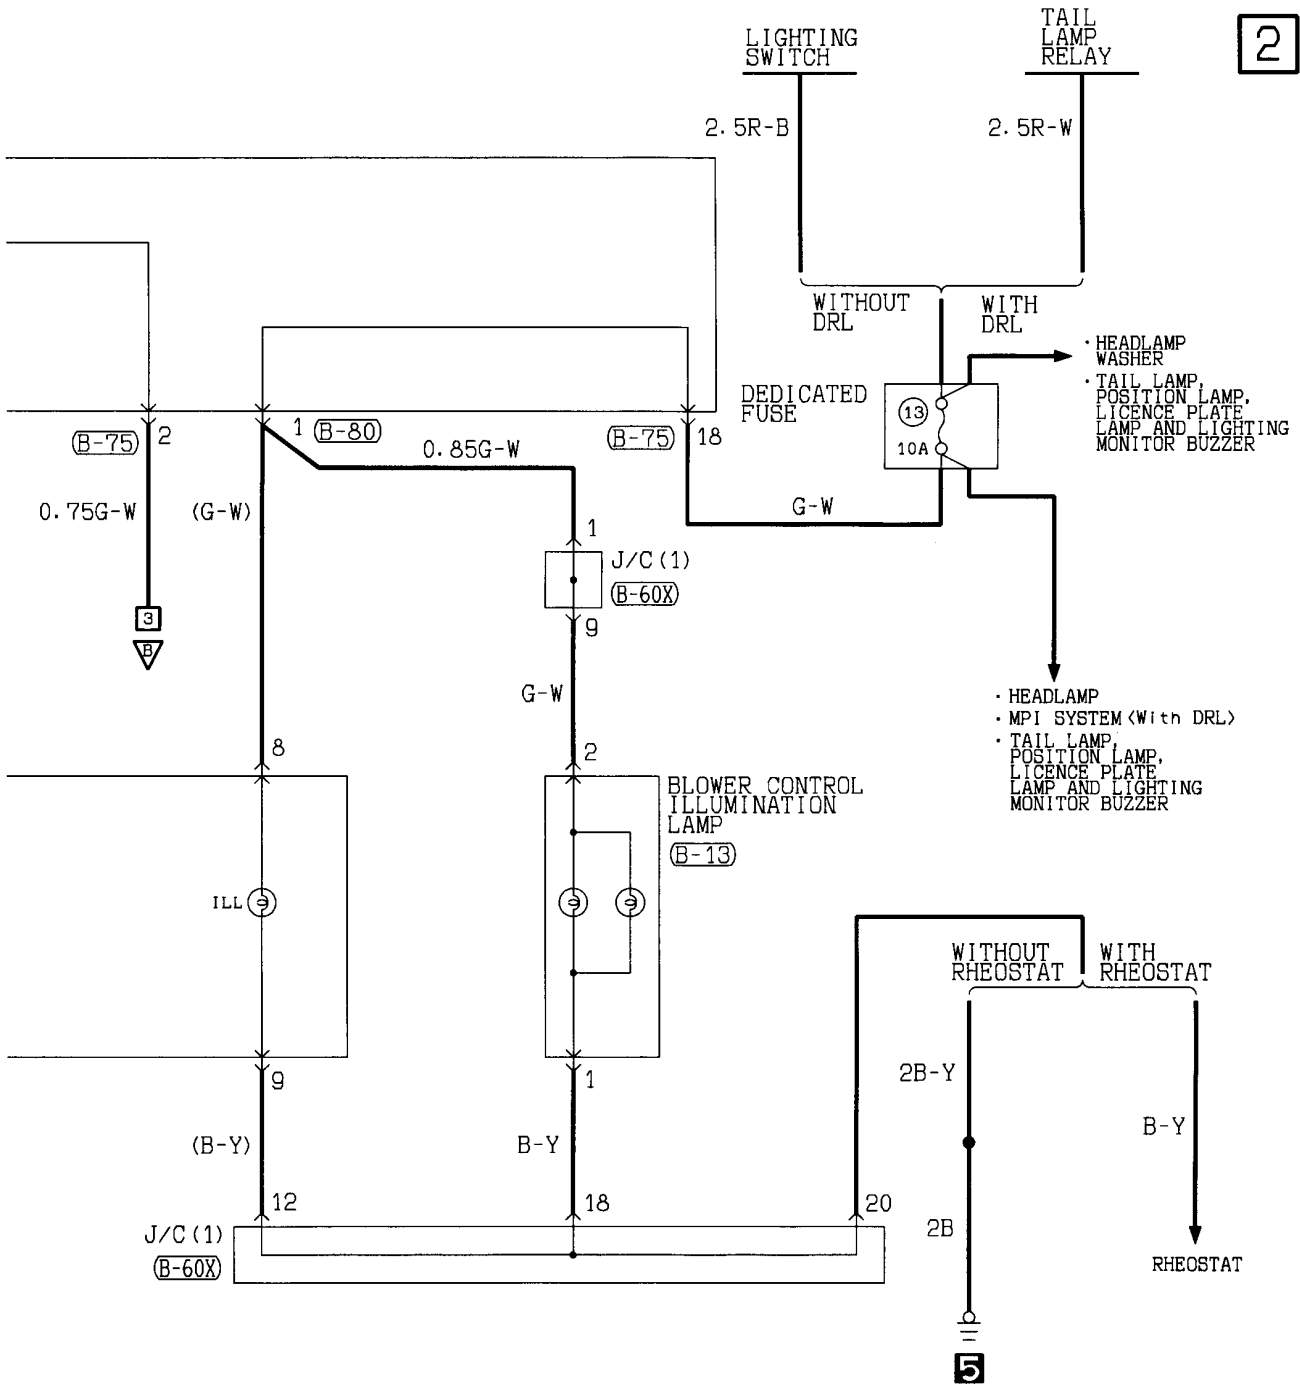 2
LIGHTING
SWITCH
TAIL
LAMP
RELAY
2.5R-B
2.5R-W
WITHOUT
DRL
WITH
DRL
· HEADLAMP
WASHER
· TAIL LAMP,
POSITION LAMP,
LICENCE PLATE
LAMP AND LIGHTING
MONITOR BUZZER
DEDICATED
FUSE
13
10A
2
(B-75)
1
(B-80)
(B-75)
18
0.85G-W
0.75G-W
(G-W)
G-W
1
J/C(1)
(B-60X)
9
3
B
G-W
· HEADLAMP
· MPI SYSTEM<With DRL>
· TAIL LAMP,
POSITION LAMP,
LICENCE PLATE
LAMP AND LIGHTING
MONITOR BUZZER
8
2
BLOWER CONTROL
ILLUMINATION
LAMP
(B-13)
ILL
WITHOUT
RHEOSTAT
WITH
RHEOSTAT
9
1
2B-Y
B-Y
(B-Y)
B-Y
12
18
20
J/C(1)
(B-60X)
2B
RHEOSTAT
5